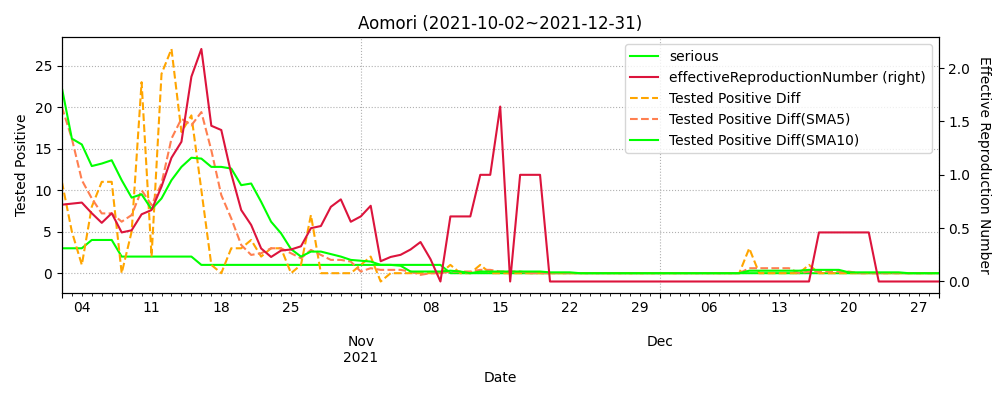 Aomori (2021-10-02~2021-12-31)
serious
effectiveReproductionNumber (right)
Tested Positive Diff
Tested Positive Diff(SMA5)
Tested Positive Diff(SMA10)
Tested Positive
25
20
15
10
5
0
2.0
1.5
1.0
0.5
0.0
Effective Reproduction Number
04 11 18 25 08 15 22 29 06 13 20 27
Nov Dec
2021
Date